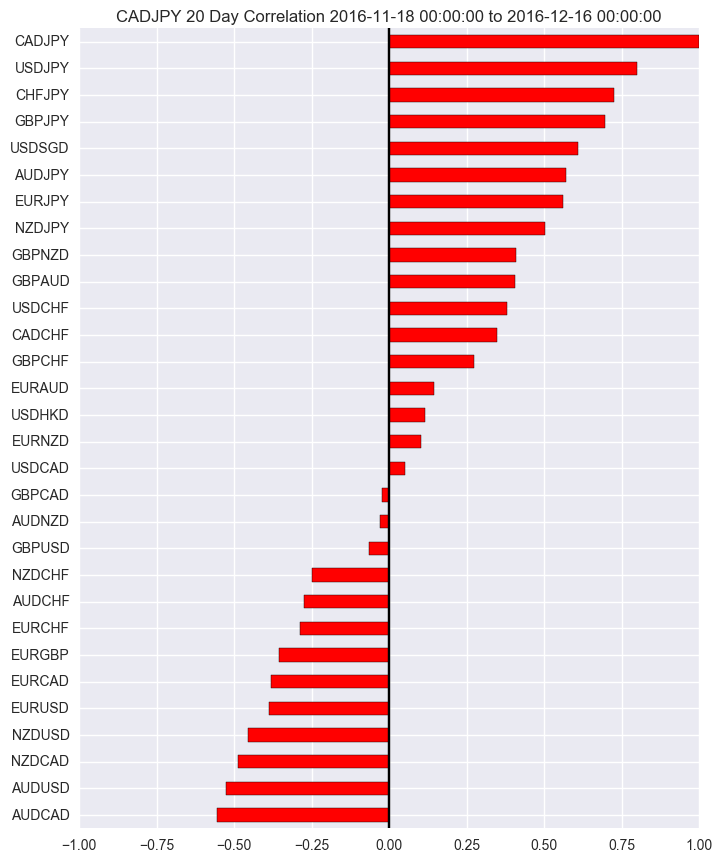 CADJPY 20 Day Correlation 2016-11-18 00:00:00 to 2016-12-16 00:00:00
CADJPY
USDJPY
CHFJPY
GBPJPY
USDSGD
AUDJPY
EURJPY
NZDJPY
GBPNZD
GBPAUD
USDCHF
CADCHF
GBPCHF
EURAUD
USDHKD
EURNZD
USDCAD
GBPCAD
AUDNZD
GBPUSD
NZDCHF
AUDCHF
EURCHF
EURGBP
EURCAD
EURUSD
NZDUSD
NZDCAD
AUDUSD
AUDCAD
−1.00 −0.75 −0.50 −0.25 0.00 0.25 0.50 0.75 1.00